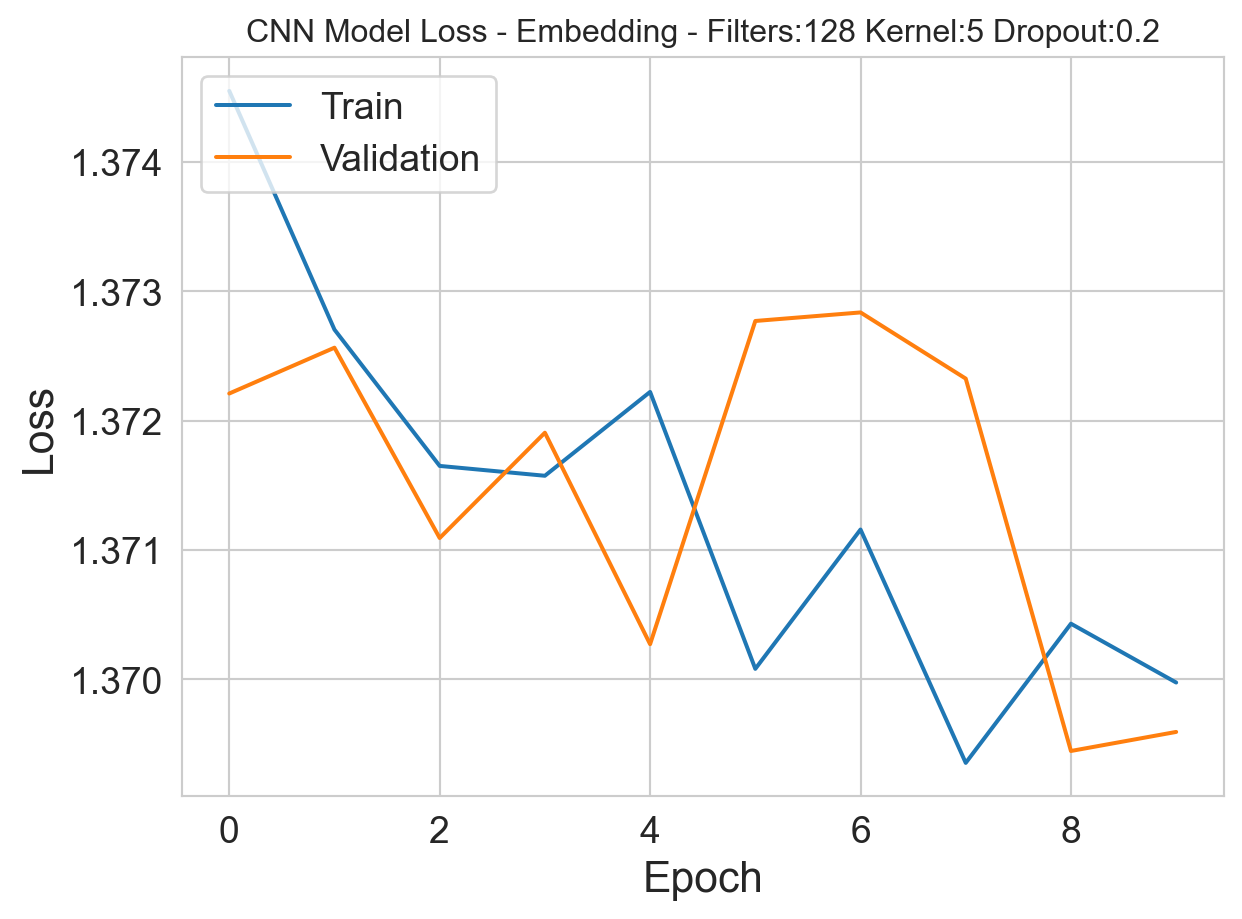 CNN Model Loss - Embedding - Filters:128 Kernel:5 Dropout:0.2
Train
Validation
1.374
1.373
1.372
1.371
1.370
Loss
0 2 4 6 8
Epoch